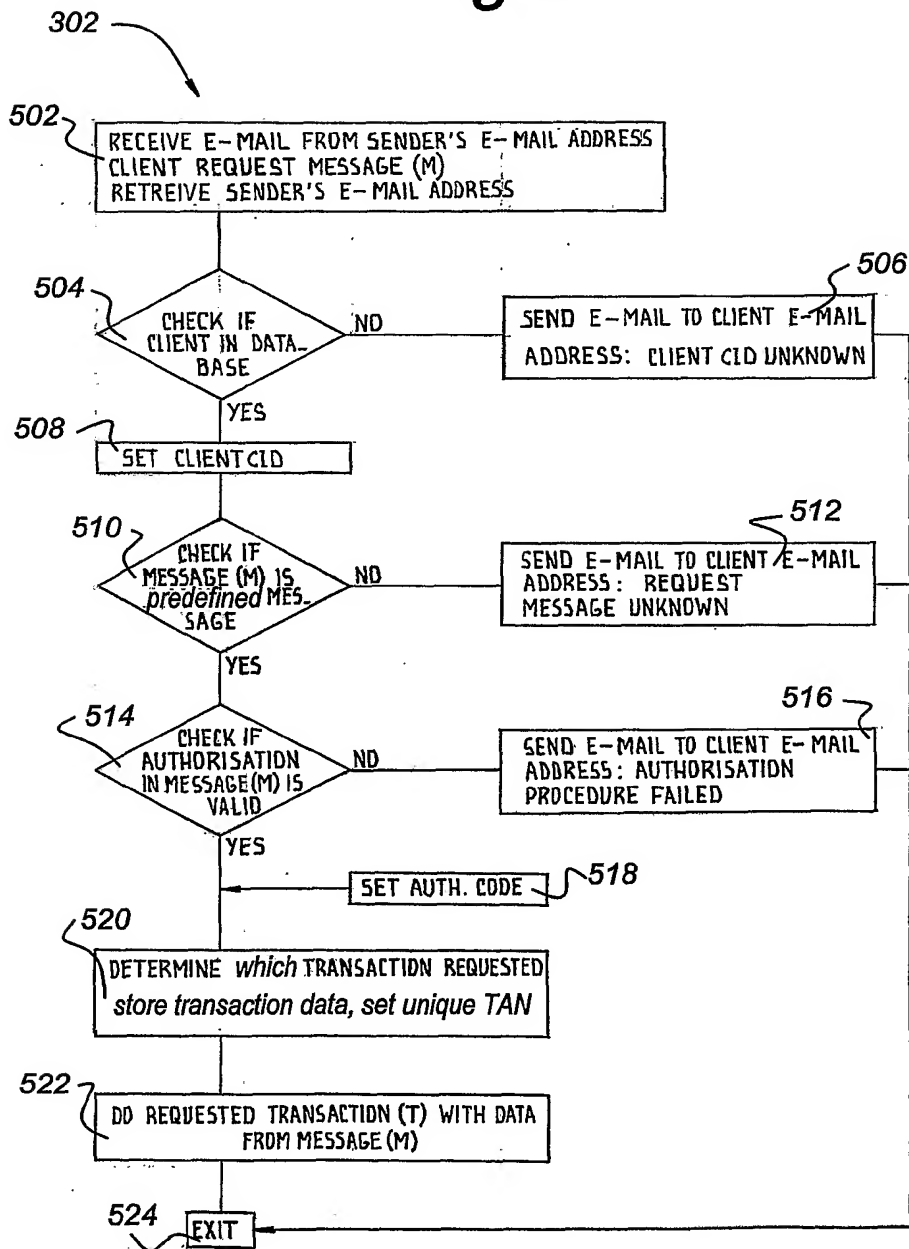 g
302
502
RECEIVE E-MAIL FROM SENDER'S E-MAIL ADDRESS
CLIENT REQUEST MESSAGE (M)
RETREIVE SENDER'S E-MAIL ADDRESS
504
CHECK IF
CLIENT IN DATA-
BASE
NO
506
SEND E-MAIL TO CLIENT E-MAIL
ADDRESS: CLIENT CID UNKNOWN
YES
508
SET CLIENT CID
510
CHECK IF
MESSAGE (M) IS
predefined MES-
SAGE
NO
512
SEND E-MAIL TO CLIENT E-MAIL
ADDRESS: REQUEST
MESSAGE UNKNOWN
YES
514
CHECK IF
AUTHORISATION
IN MESSAGE(M) IS
VALID
NO
516
SEND E-MAIL TO CLIENT E-MAIL
ADDRESS: AUTHORISATION
PROCEDURE FAILED
YES
SET AUTH. CODE
518
520
DETERMINE which TRANSACTION REQUESTED
store transaction data, set unique TAN
522
DO REQUESTED TRANSACTION (T) WITH DATA
FROM MESSAGE (M)
524
EXIT